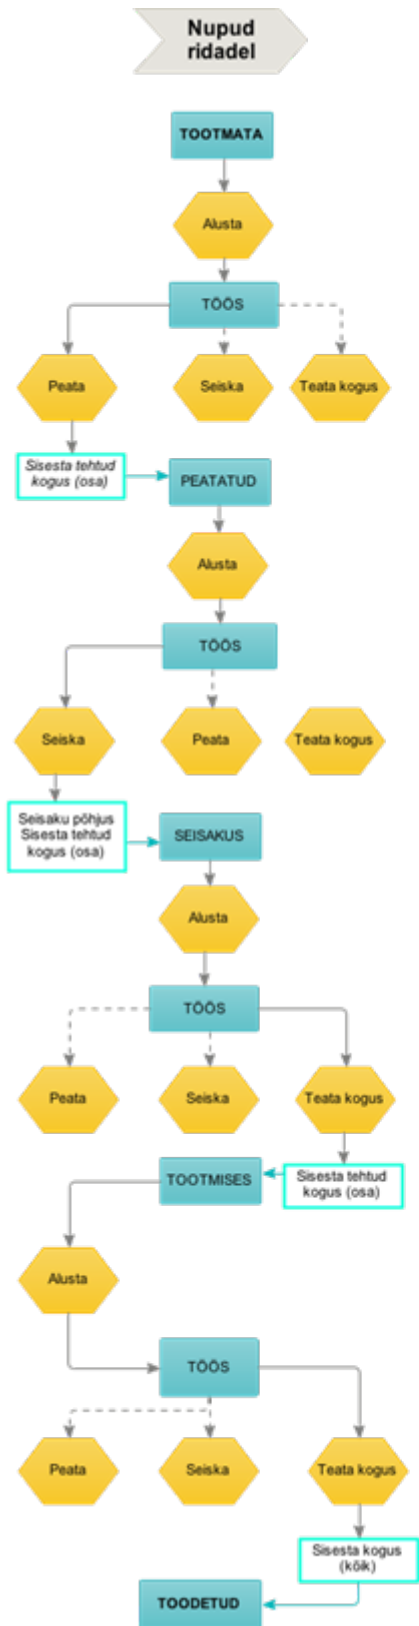 Nupud
ridadel
TOOTMATA
Alusta
TÖÖS
Peata
Seiska
Teata kogus
Sisesta tehtud
kogus (osa)
PEATATUD
Alusta
TÖÖS
Seiska
Peata
Teata kogus
Seisaku põhjus
Sisesta tehtud
kogus (osa)
SEISAKUS
Alusta
TÖÖS
Peata
Seiska
Teata kogus
TOOTMISES
Sisesta tehtud
kogus (osa)
Alusta
TÖÖS
Peata
Seiska
Teata kogus
Sisesta kogus
(kõik)
TOODETUD